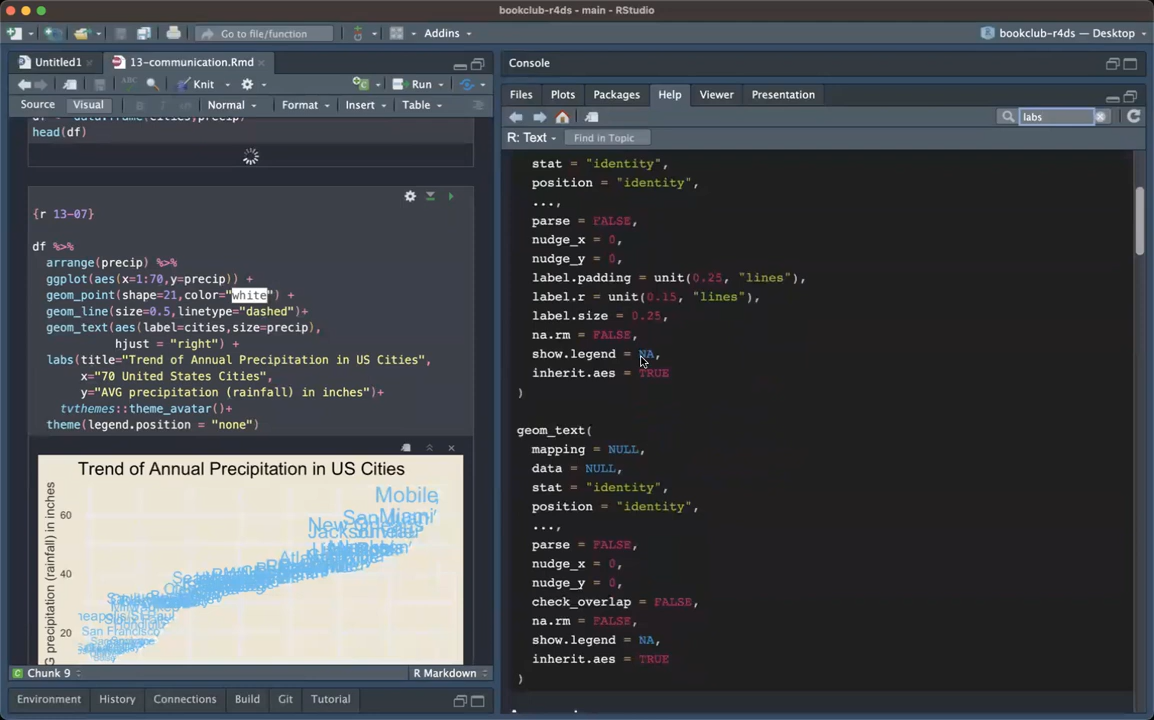 bookclub-r4ds - main - RStudio
Go to file/function
Addins
bookclub-r4ds — Desktop
Untitled1
13-communication.Rmd
Knit
Run
Source
Visual
Normal
Format
Insert
Table
df <- data.frame(cities,precip)
head(df)
{r 13-07}
df %>%
arrange(precip) %>%
ggplot(aes(x=1:70,y=precip)) +
geom_point(shape=21,color="white") +
geom_line(size=0.5,linetype="dashed")+
geom_text(aes(label=cities,size=precip),
hjust = "right") +
labs(title="Trend of Annual Precipitation in US Cities",
x="70 United States Cities",
y="AVG precipitation (rainfall) in inches")+
tvthemes::theme_avatar()+
theme(legend.position = "none")
Trend of Annual Precipitation in US Cities
G precipitation (rainfall) in inches
60
40
20
Mobile,
Miami
San Francisco
Chunk 9
R Markdown
Environment
History
Connections
Build
Git
Tutorial
Console
Files
Plots
Packages
Help
Viewer
Presentation
labs
R: Text
Find in Topic
stat = "identity",
position = "identity",
...,
parse = FALSE,
nudge_x = 0,
nudge_y = 0,
label.padding = unit(0.25, "lines"),
label.r = unit(0.15, "lines"),
label.size = 0.25,
na.rm = FALSE,
show.legend = NA,
inherit.aes = TRUE
)
geom_text(
mapping = NULL,
data = NULL,
stat = "identity",
position = "identity",
...,
parse = FALSE,
nudge_x = 0,
nudge_y = 0,
check_overlap = FALSE,
na.rm = FALSE,
show.legend = NA,
inherit.aes = TRUE
)